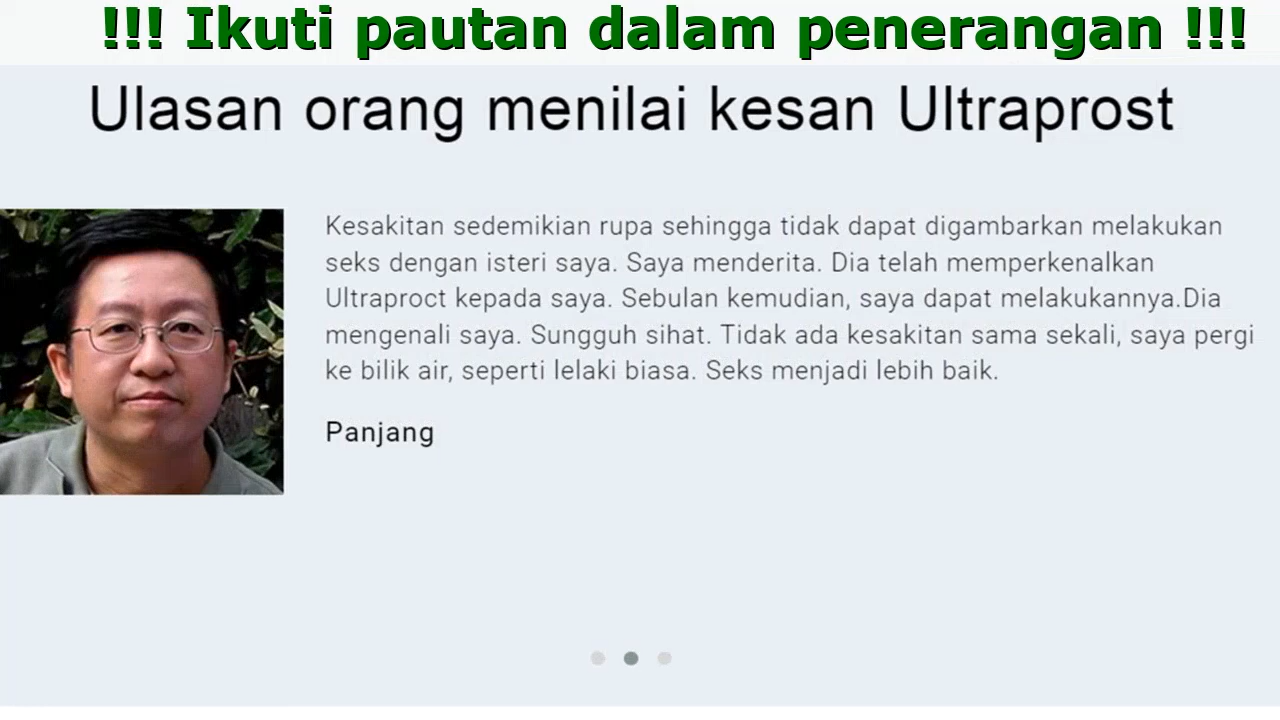 !!! Ikuti pautan dalam penerangan !!!
Ulasan orang menilai kesan Ultraprost
Kesakitan sedemikian rupa sehingga tidak dapat digambarkan melakukan
seks dengan isteri saya. Saya menderita. Dia telah memperkenalkan
Ultraproct kepada saya. Sebulan kemudian, saya dapat melakukannya.Dia
mengenali saya. Sungguh sihat. Tidak ada kesakitan sama sekali, saya pergi
ke bilik air, seperti lelaki biasa. Seks menjadi lebih baik.
Panjang